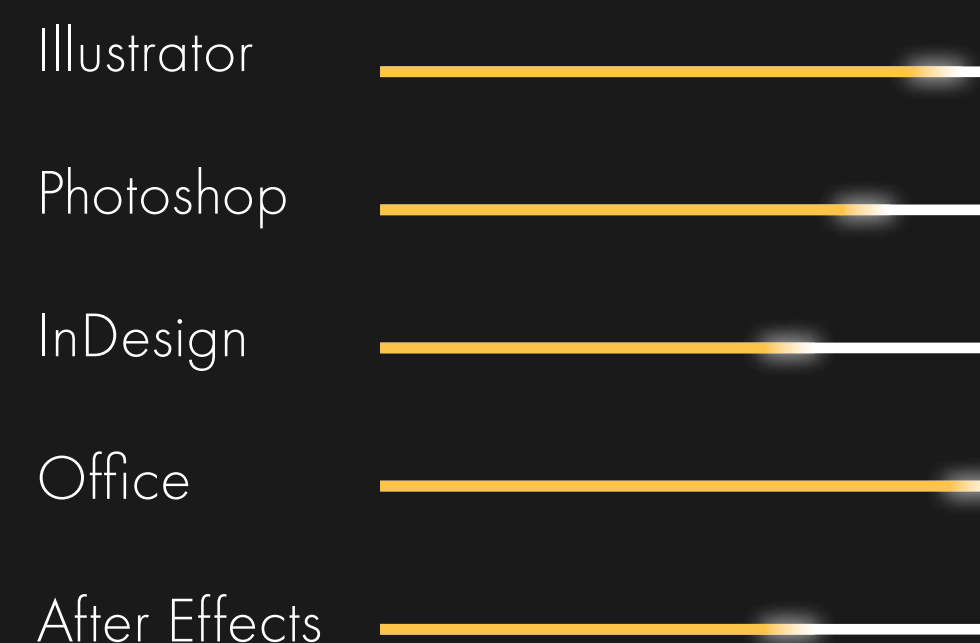 Illustrator
Photoshop
InDesign
Office
After Effects